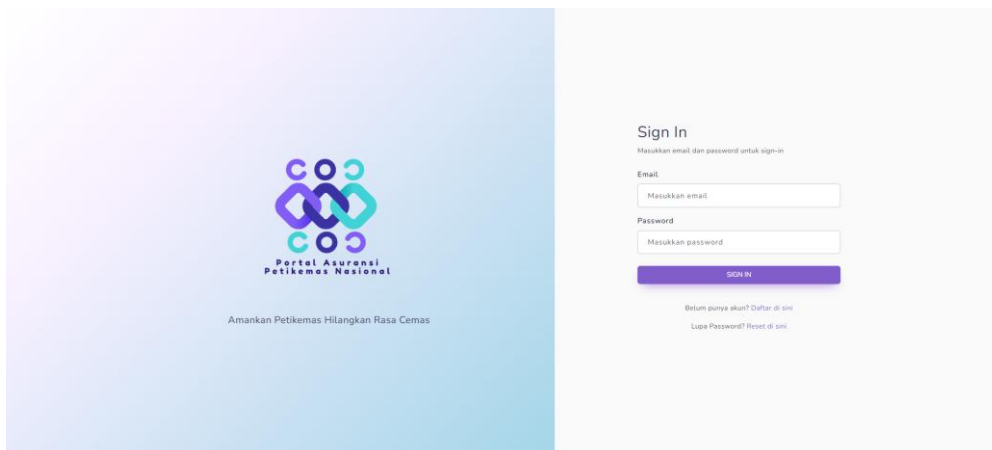 Portal Asuransi
Petikemas Nasional
Amankan Petikemas Hilangkan Rasa Cemas
Sign In
Masukkan email dan password untuk sign-in
Email
Masukkan email
Password
Masukkan password
SIGN IN
Belum punya akun? Daftar di sini
Lupa Password? Reset di sini